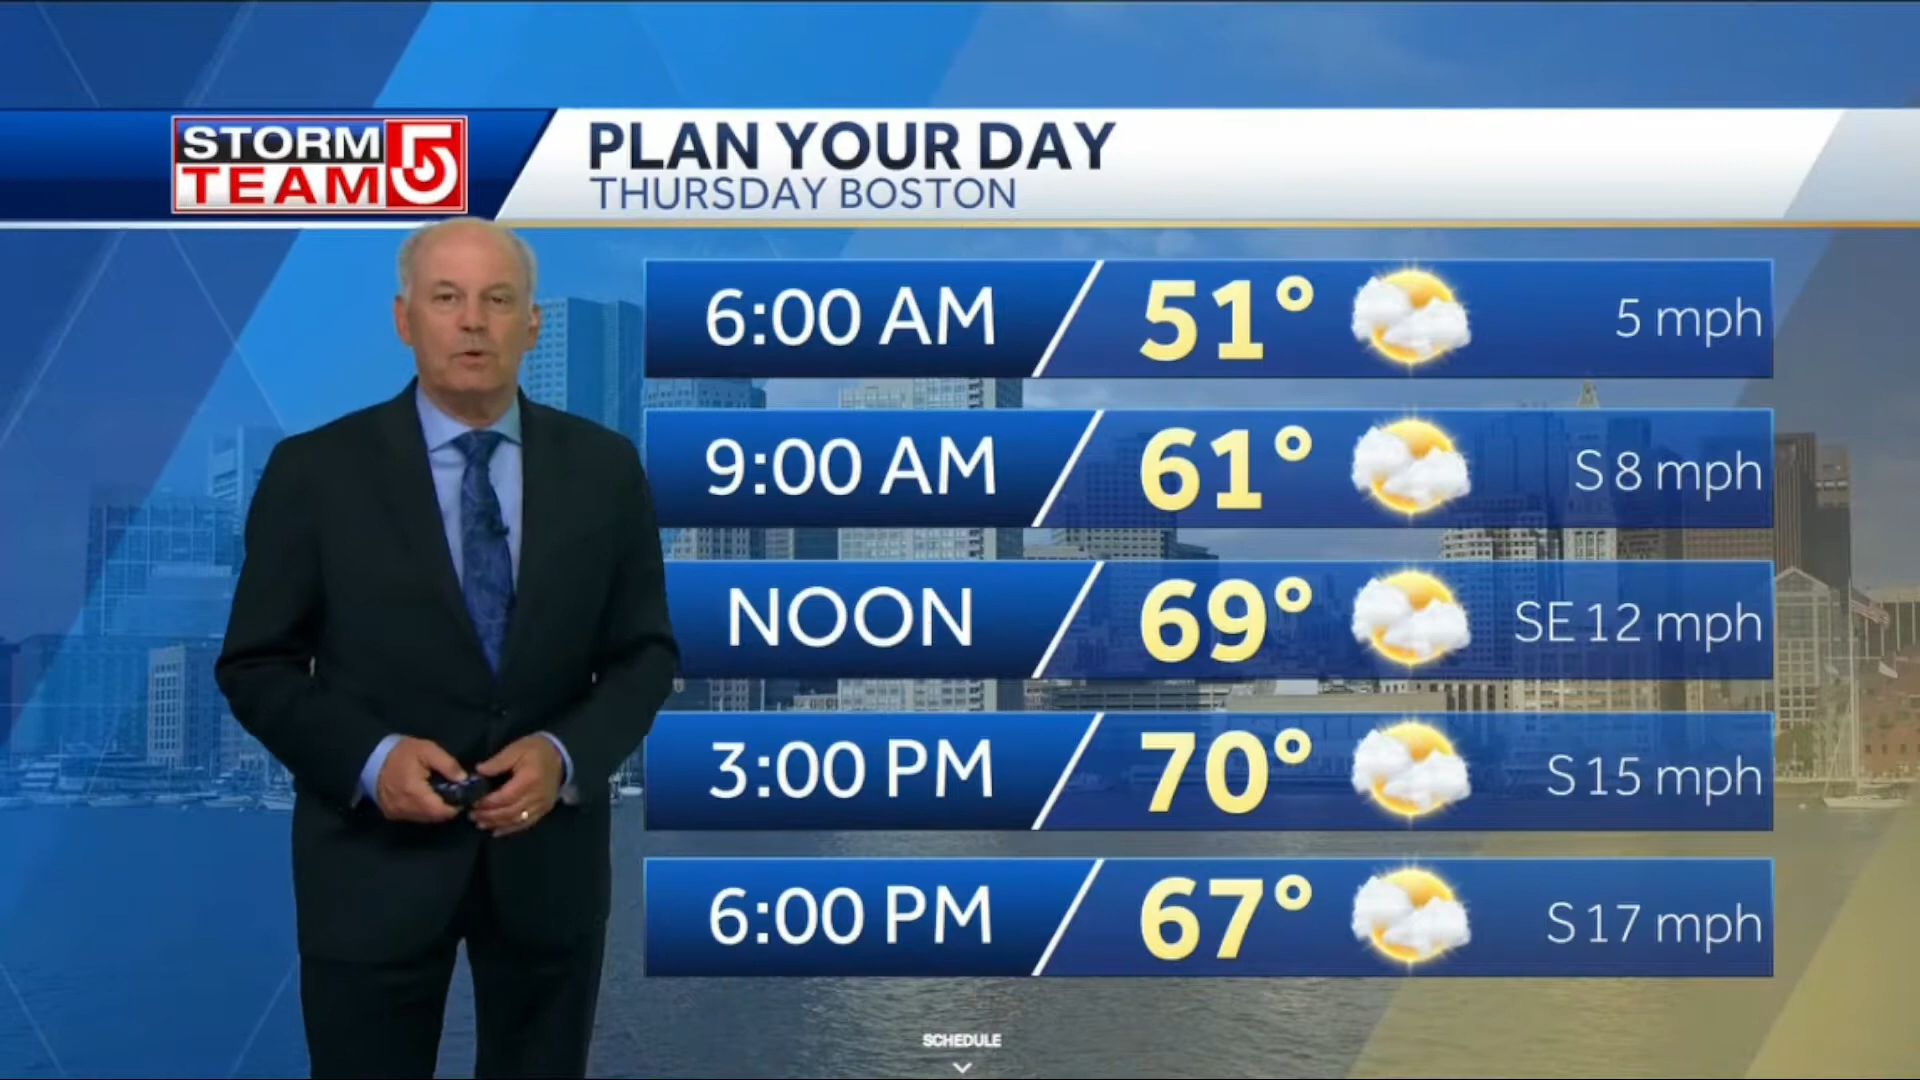 STORM
TEAM 5
PLAN YOUR DAY
THURSDAY BOSTON
6:00 AM 51° 5 mph
9:00 AM 61° S 8 mph
NOON 69° SE 12 mph
3:00 PM 70° S 15 mph
6:00 PM 67° S 17 mph
SCHEDULE